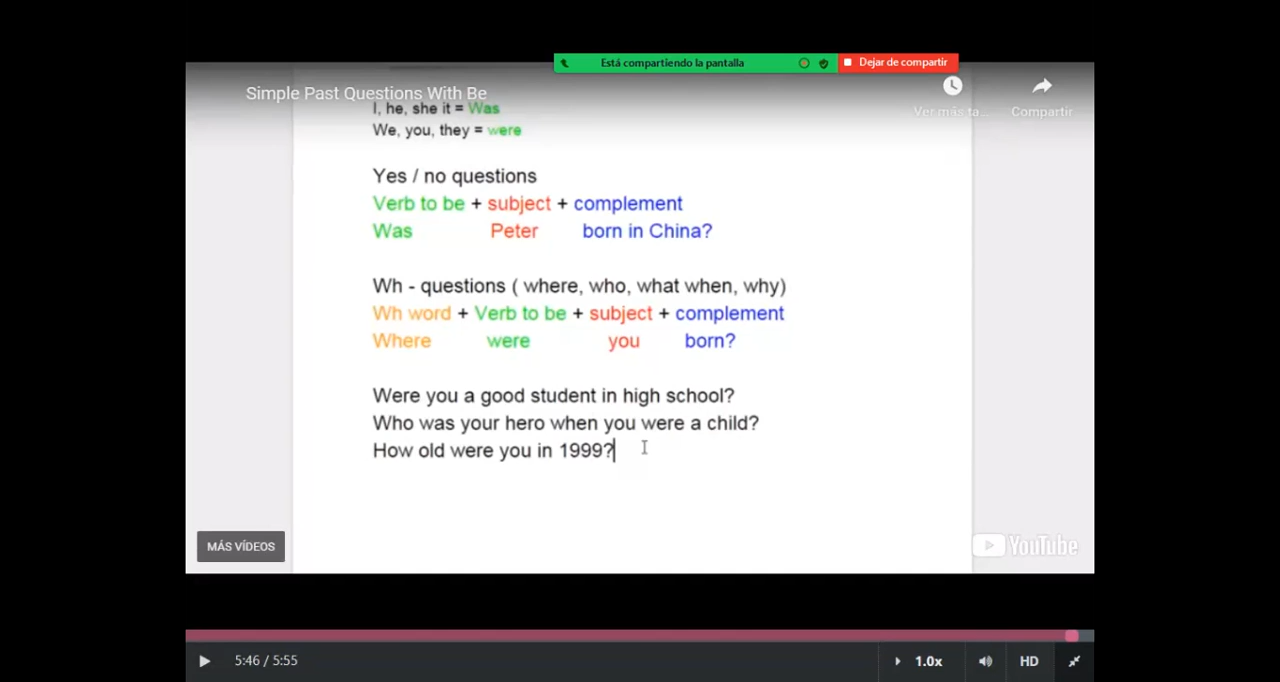 Está compartiendo la pantalla
Dejar de compartir
Simple Past Questions With Be
Ver más ta...
Compartir
I, he, she it = Was
We, you, they = were
Yes / no questions
Verb to be + subject + complement
Was Peter born in China?
Wh - questions ( where, who, what when, why)
Wh word + Verb to be + subject + complement
Where were you born?
Were you a good student in high school?
Who was your hero when you were a child?
How old were you in 1999?
MÁS VÍDEOS
YouTube
5:46 / 5:55
1.0x
HD